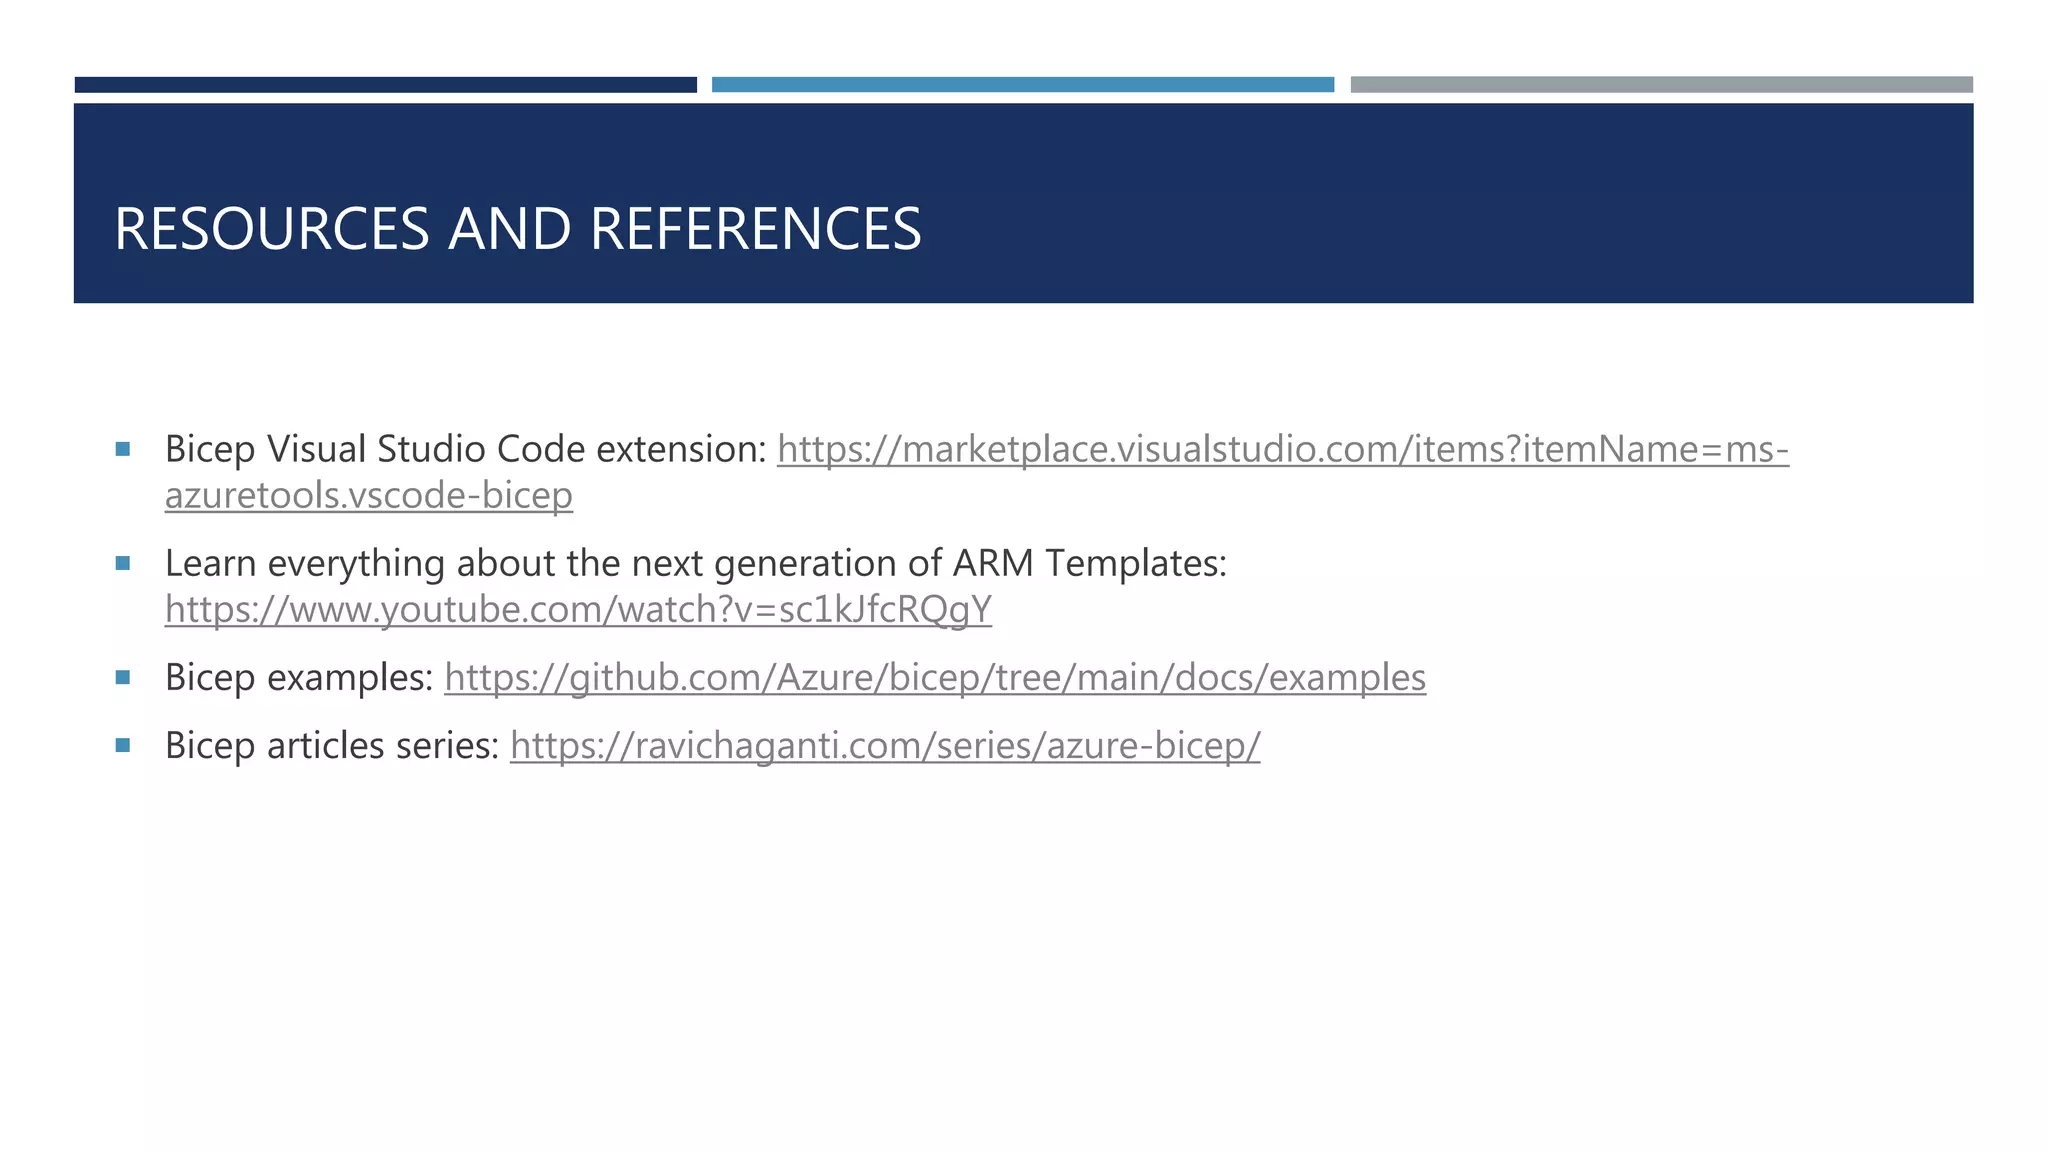 RESOURCES AND REFERENCES
Bicep Visual Studio Code extension: https://marketplace.visualstudio.com/items?itemName=ms-
azuretools.vscode-bicep
Learn everything about the next generation of ARM Templates:
https://www.youtube.com/watch?v=sc1kJfcRQgY
Bicep examples: https://github.com/Azure/bicep/tree/main/docs/examples
Bicep articles series: https://ravichaganti.com/series/azure-bicep/